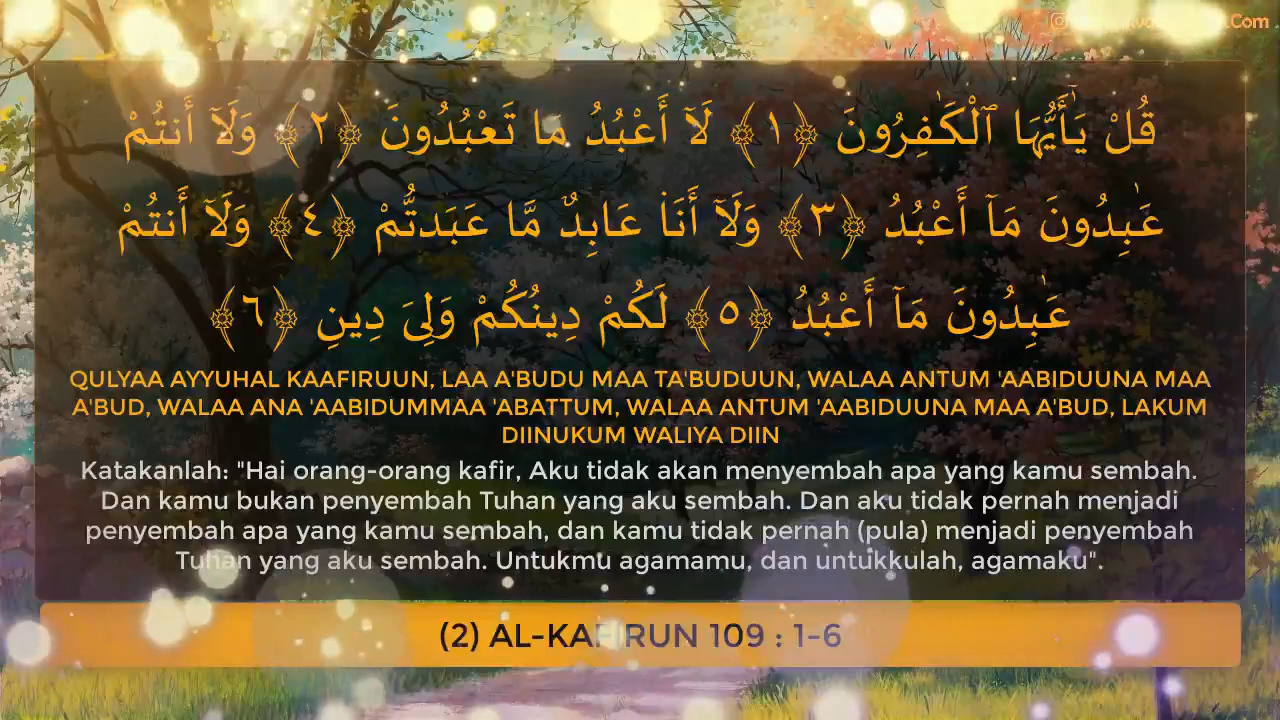 .Com
قُلْ يَٰٓأَيُّهَا ٱلْكَٰفِرُونَ ﴿١﴾ لَآ أَعْبُدُ ما تَعْبُدُونَ ﴿٢﴾ وَلَآ أَنتُمْ
عَٰبِدُونَ مَآ أَعْبُدُ ﴿٣﴾ وَلَآ أَنَا۠ عَابِدٌ مَّا عَبَدتُّمْ ﴿٤﴾ وَلَآ أَنتُمْ
عَٰبِدُونَ مَآ أَعْبُدُ ﴿٥﴾ لَكُمْ دِينُكُمْ وَلِىَ دِينِ ﴿٦﴾
QULYAA AYYUHAL KAAFIRUUN, LAA A'BUDU MAA TA'BUDUUN, WALAA ANTUM 'AABIDUUNA MAA
A'BUD, WALAA ANA 'AABIDUMMAA 'ABATTUM, WALAA ANTUM 'AABIDUUNA MAA A'BUD, LAKUM
DIINUKUM WALIYA DIIN
Katakanlah: "Hai orang-orang kafir, Aku tidak akan menyembah apa yang kamu sembah.
Dan kamu bukan penyembah Tuhan yang aku sembah. Dan aku tidak pernah menjadi
penyembah apa yang kamu sembah, dan kamu tidak pernah (pula) menjadi penyembah
Tuhan yang aku sembah. Untukmu agamamu, dan untukkulah, agamaku".
(2) AL-KAFIRUN 109 : 1-6